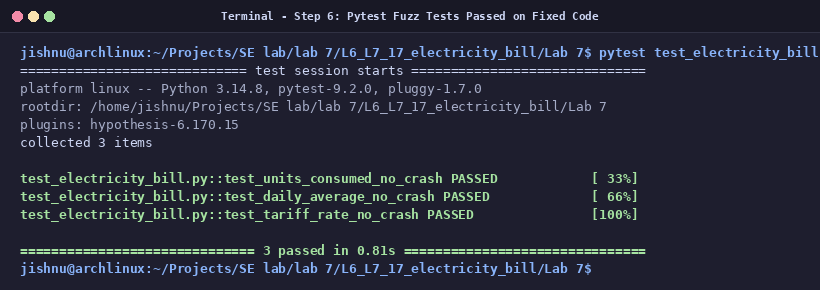 Terminal - Step 6: Pytest Fuzz Tests Passed on Fixed Code
jishnu@archlinux:~/Projects/SE lab/lab 7/L6_L7_17_electricity_bill/Lab 7$ pytest test_electricity_bill
============================= test session starts ==============================
platform linux -- Python 3.14.8, pytest-9.2.0, pluggy-1.7.0
rootdir: /home/jishnu/Projects/SE lab/lab 7/L6_L7_17_electricity_bill/Lab 7
plugins: hypothesis-6.170.15
collected 3 items
test_electricity_bill.py::test_units_consumed_no_crash PASSED            [ 33%]
test_electricity_bill.py::test_daily_average_no_crash PASSED             [ 66%]
test_electricity_bill.py::test_tariff_rate_no_crash PASSED               [100%]
============================== 3 passed in 0.81s ===============================
jishnu@archlinux:~/Projects/SE lab/lab 7/L6_L7_17_electricity_bill/Lab 7$